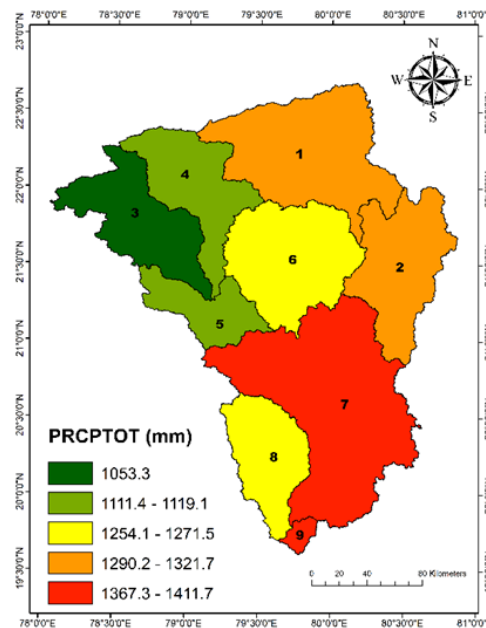 78°0'0"E 78°30'0"E 79°0'0"E 79°30'0"E 80°0'0"E 80°30'0"E 81°0'
23°0'0"N
N
W E
S
22°30'0"N
1
4
22°0'0"N
3
6
2
21°30'0"N
5
21°0'0"N
7
20°30'0"N
PRCPTOT (mm)
8
1053.3
20°0'0"N
1111.4 - 1119.1
1254.1 - 1271.5
9
1290.2 - 1321.7
19°30'0"N
0 20 40 80 Kilometers
1367.3 - 1411.7
78°0'0"E 78°30'0"E 79°0'0"E 79°30'0"E 80°0'0"E 80°30'0"E 81°0'